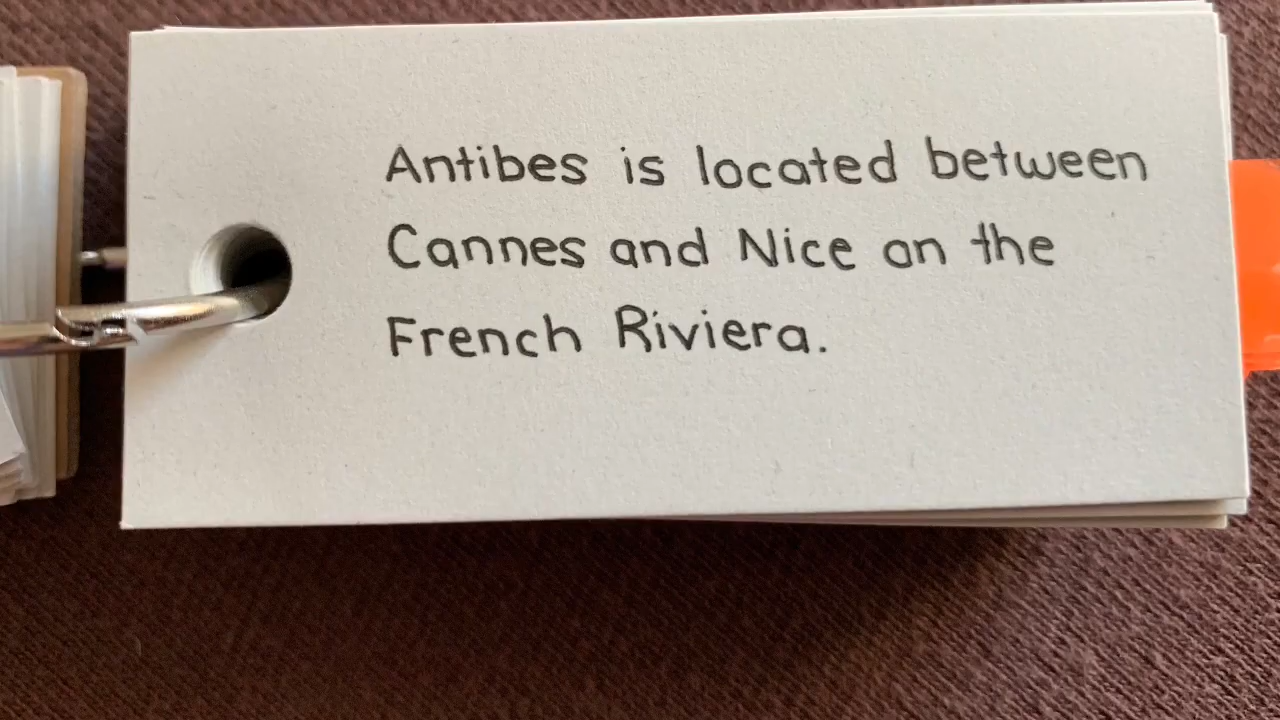 Antibes is located between
Cannes and Nice on the
French Riviera.